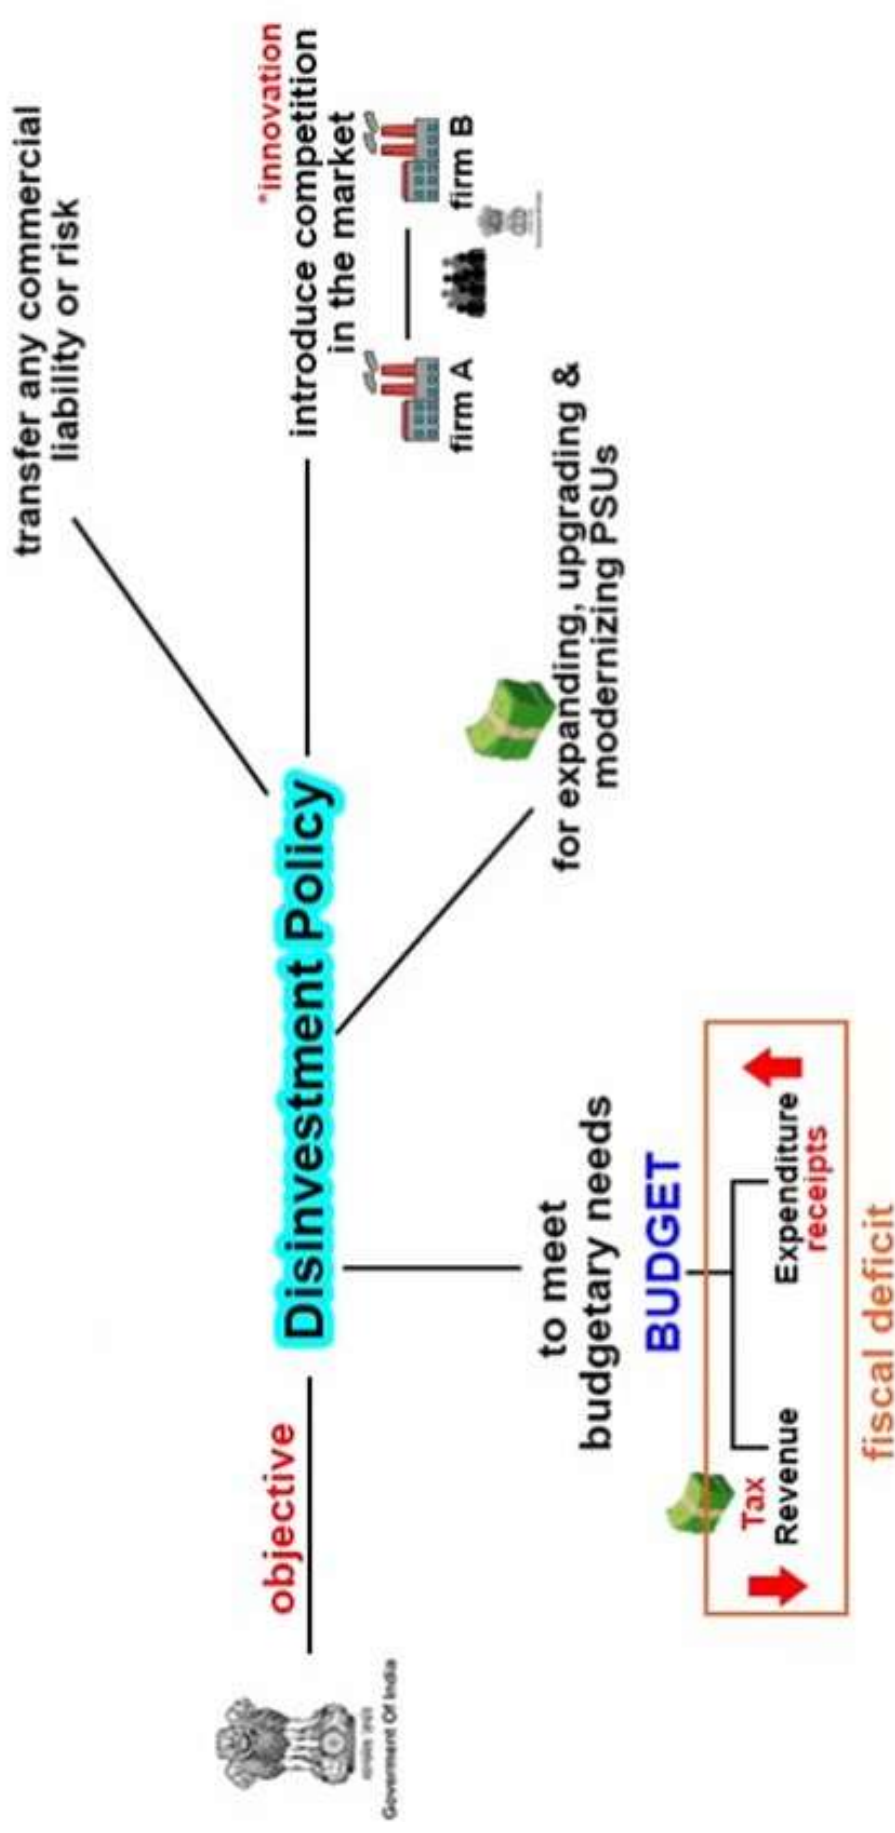 transfer any commercial
liability or risk
*innovation
introduce competition
in the market
firm A
firm B
objective
Disinvestment Policy
Government Of India
for expanding, upgrading &
modernizing PSUs
to meet
budgetary needs
BUDGET
Tax
Revenue
Expenditure
receipts
fiscal deficit